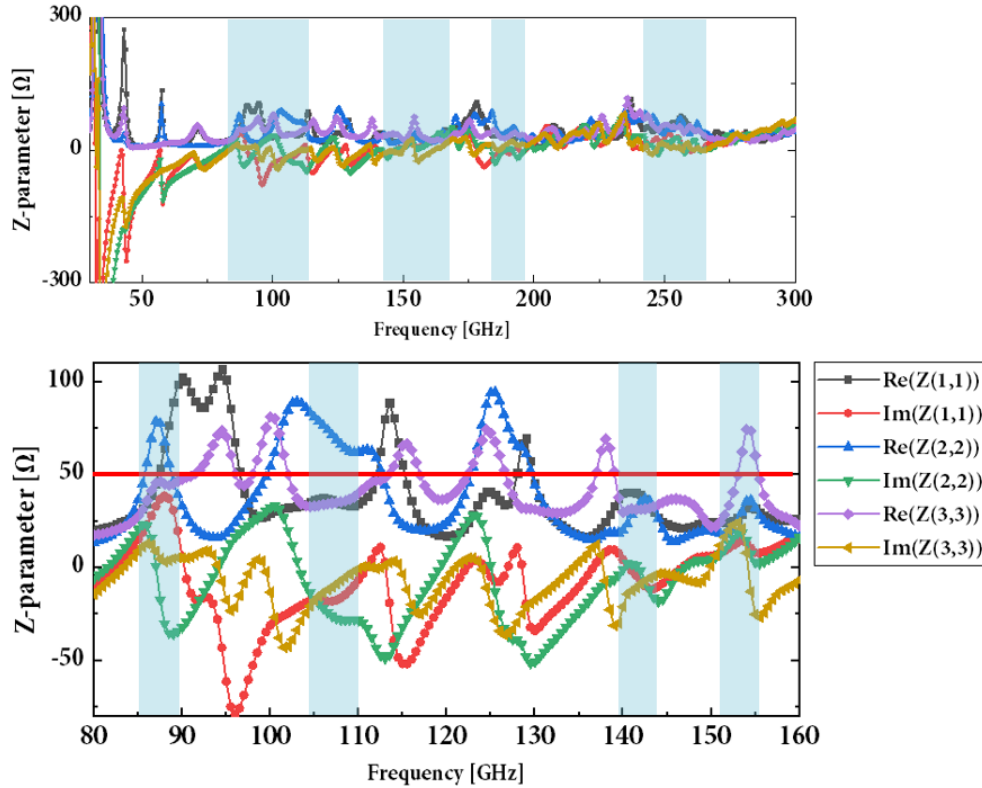 300
0
-300
Z-parameter [Ω]
50 100 150 200 250 300
Frequency [GHz]
100
50
0
-50
Z-parameter [Ω]
80 90 100 110 120 130 140 150 160
Frequency [GHz]
Re(Z(1,1))
Im(Z(1,1))
Re(Z(2,2))
Im(Z(2,2))
Re(Z(3,3))
Im(Z(3,3))